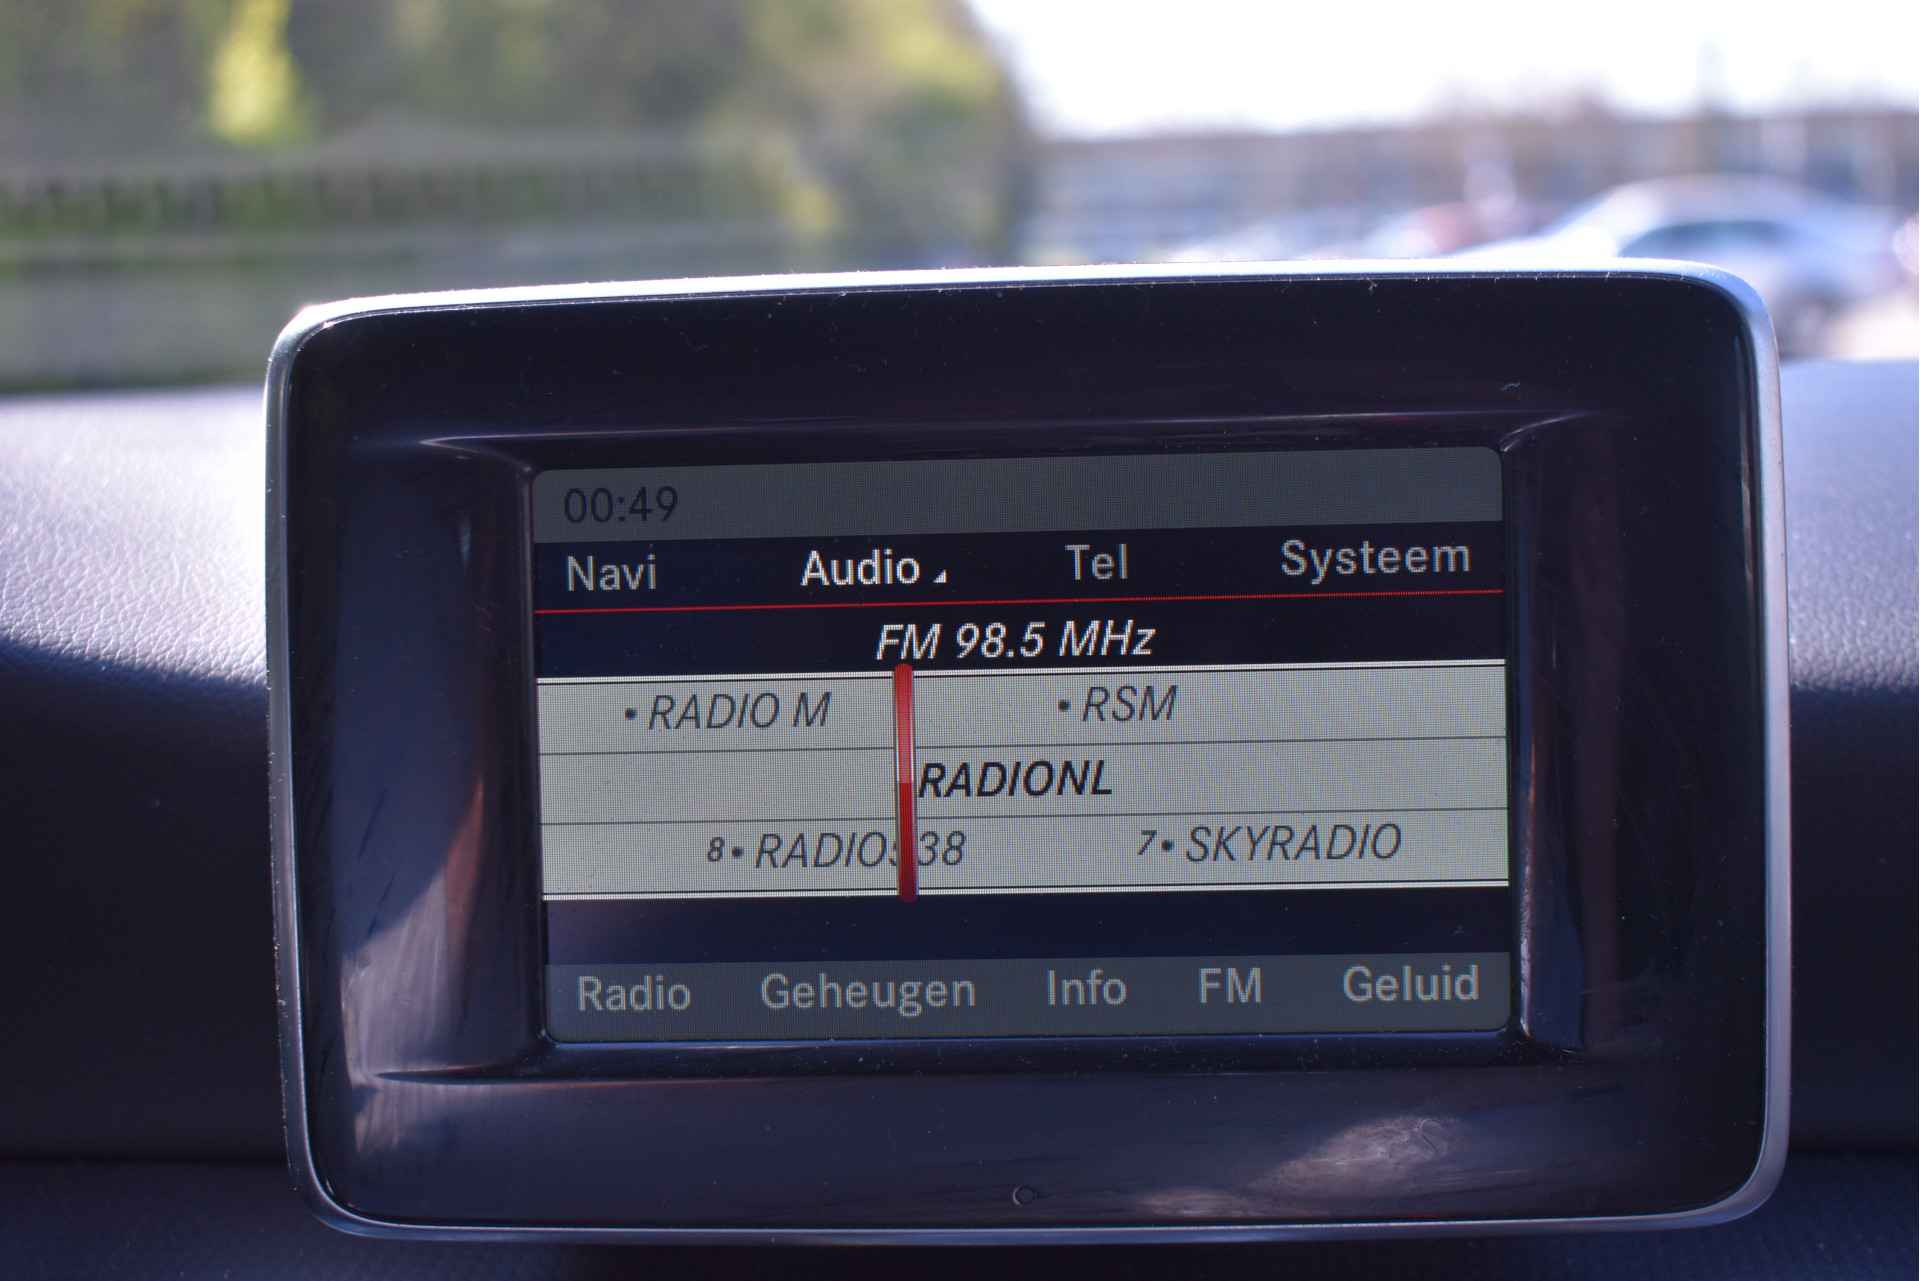 00:49
Navi Audio Tel Systeem
FM 98.5 MHz
• RADIO M • RSM
RADIONL
8 • 7 • SKYRADIO
Radio Geheugen Info FM Geluid